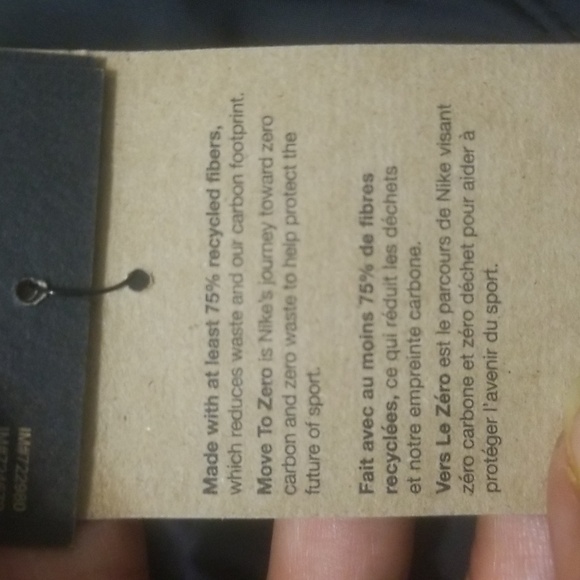 Made with at least 75% recycled fibers,
which reduces waste and our carbon footprint.
Move To Zero is Nike's journey toward zero
carbon and zero waste to help protect the
future of sport.
Fait avec au moins 75% de fibres
recyclées, ce qui réduit les déchets
et notre empreinte carbone.
Vers Le Zéro est le parcours de Nike visant
zéro carbone et zéro déchet pour aider à
protéger l'avenir du sport.